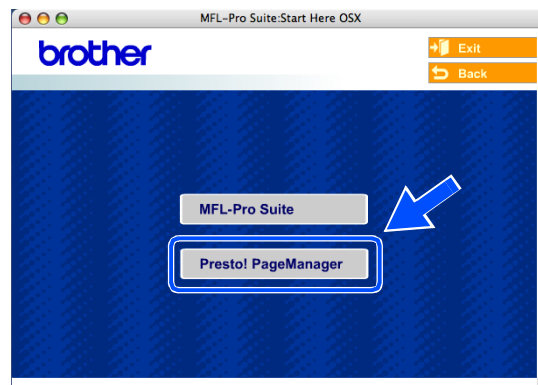 MFL-Pro Suite:Start Here OSX
brother
Exit
Back
MFL-Pro Suite
Presto! PageManager